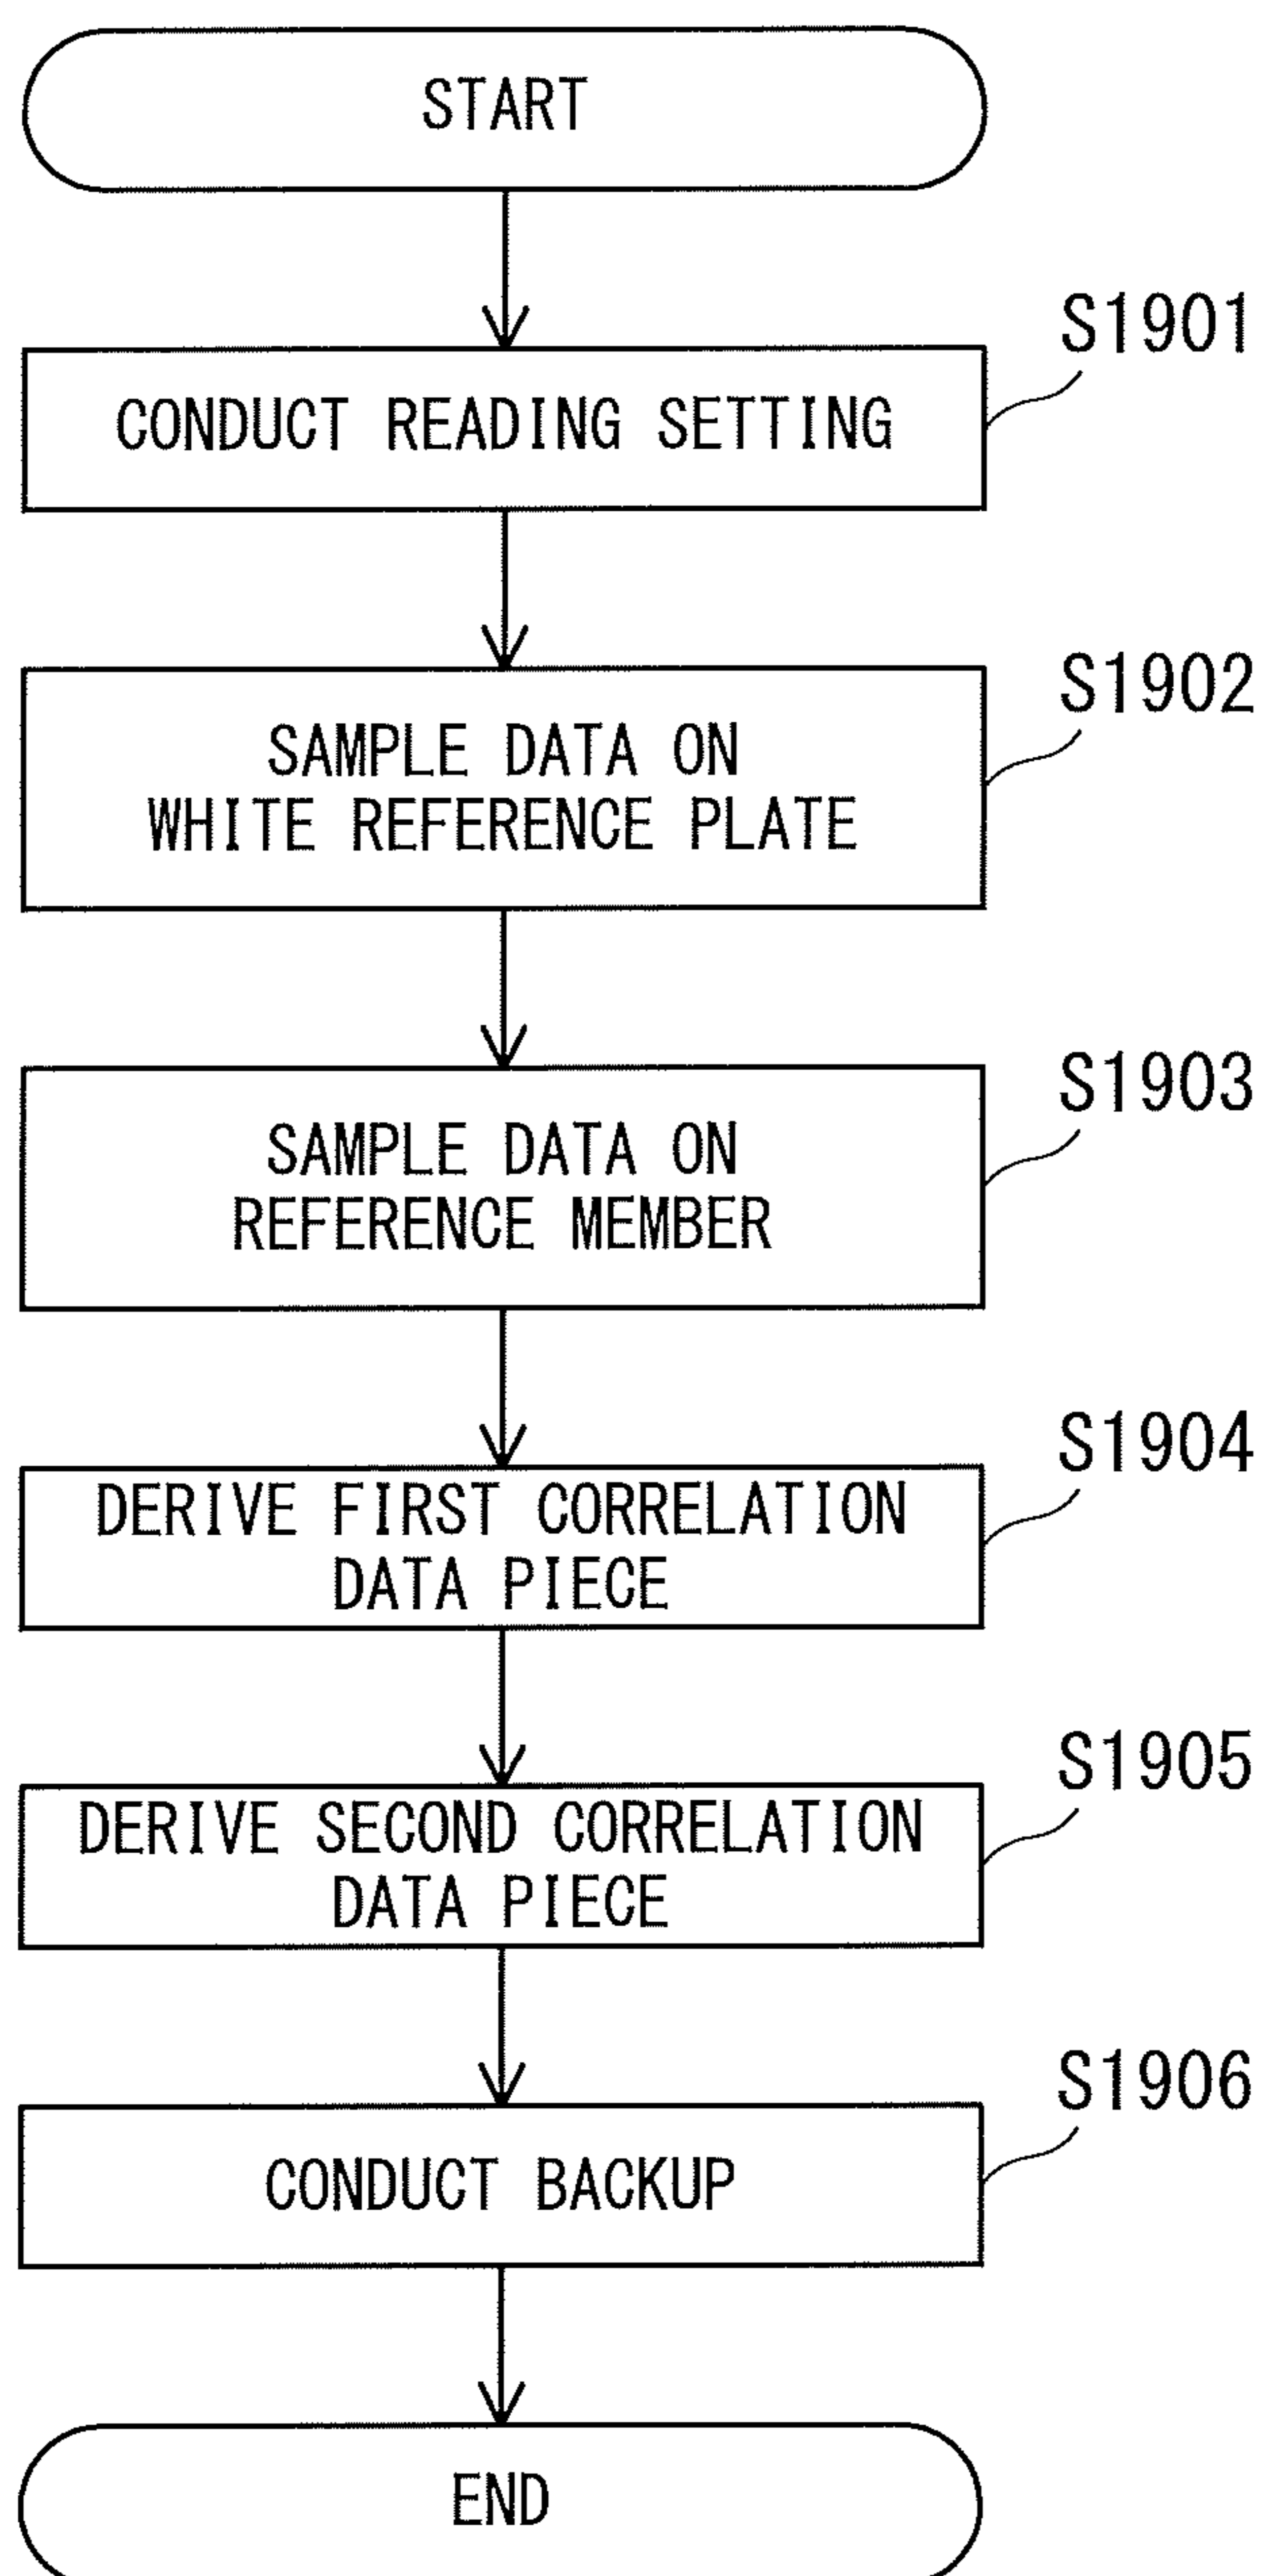 START
S1901
CONDUCT READING SETTING
S1902
SAMPLE DATA ON
WHITE REFERENCE PLATE
S1903
SAMPLE DATA ON
REFERENCE MEMBER
S1904
DERIVE FIRST CORRELATION
DATA PIECE
S1905
DERIVE SECOND CORRELATION
DATA PIECE
S1906
CONDUCT BACKUP
END